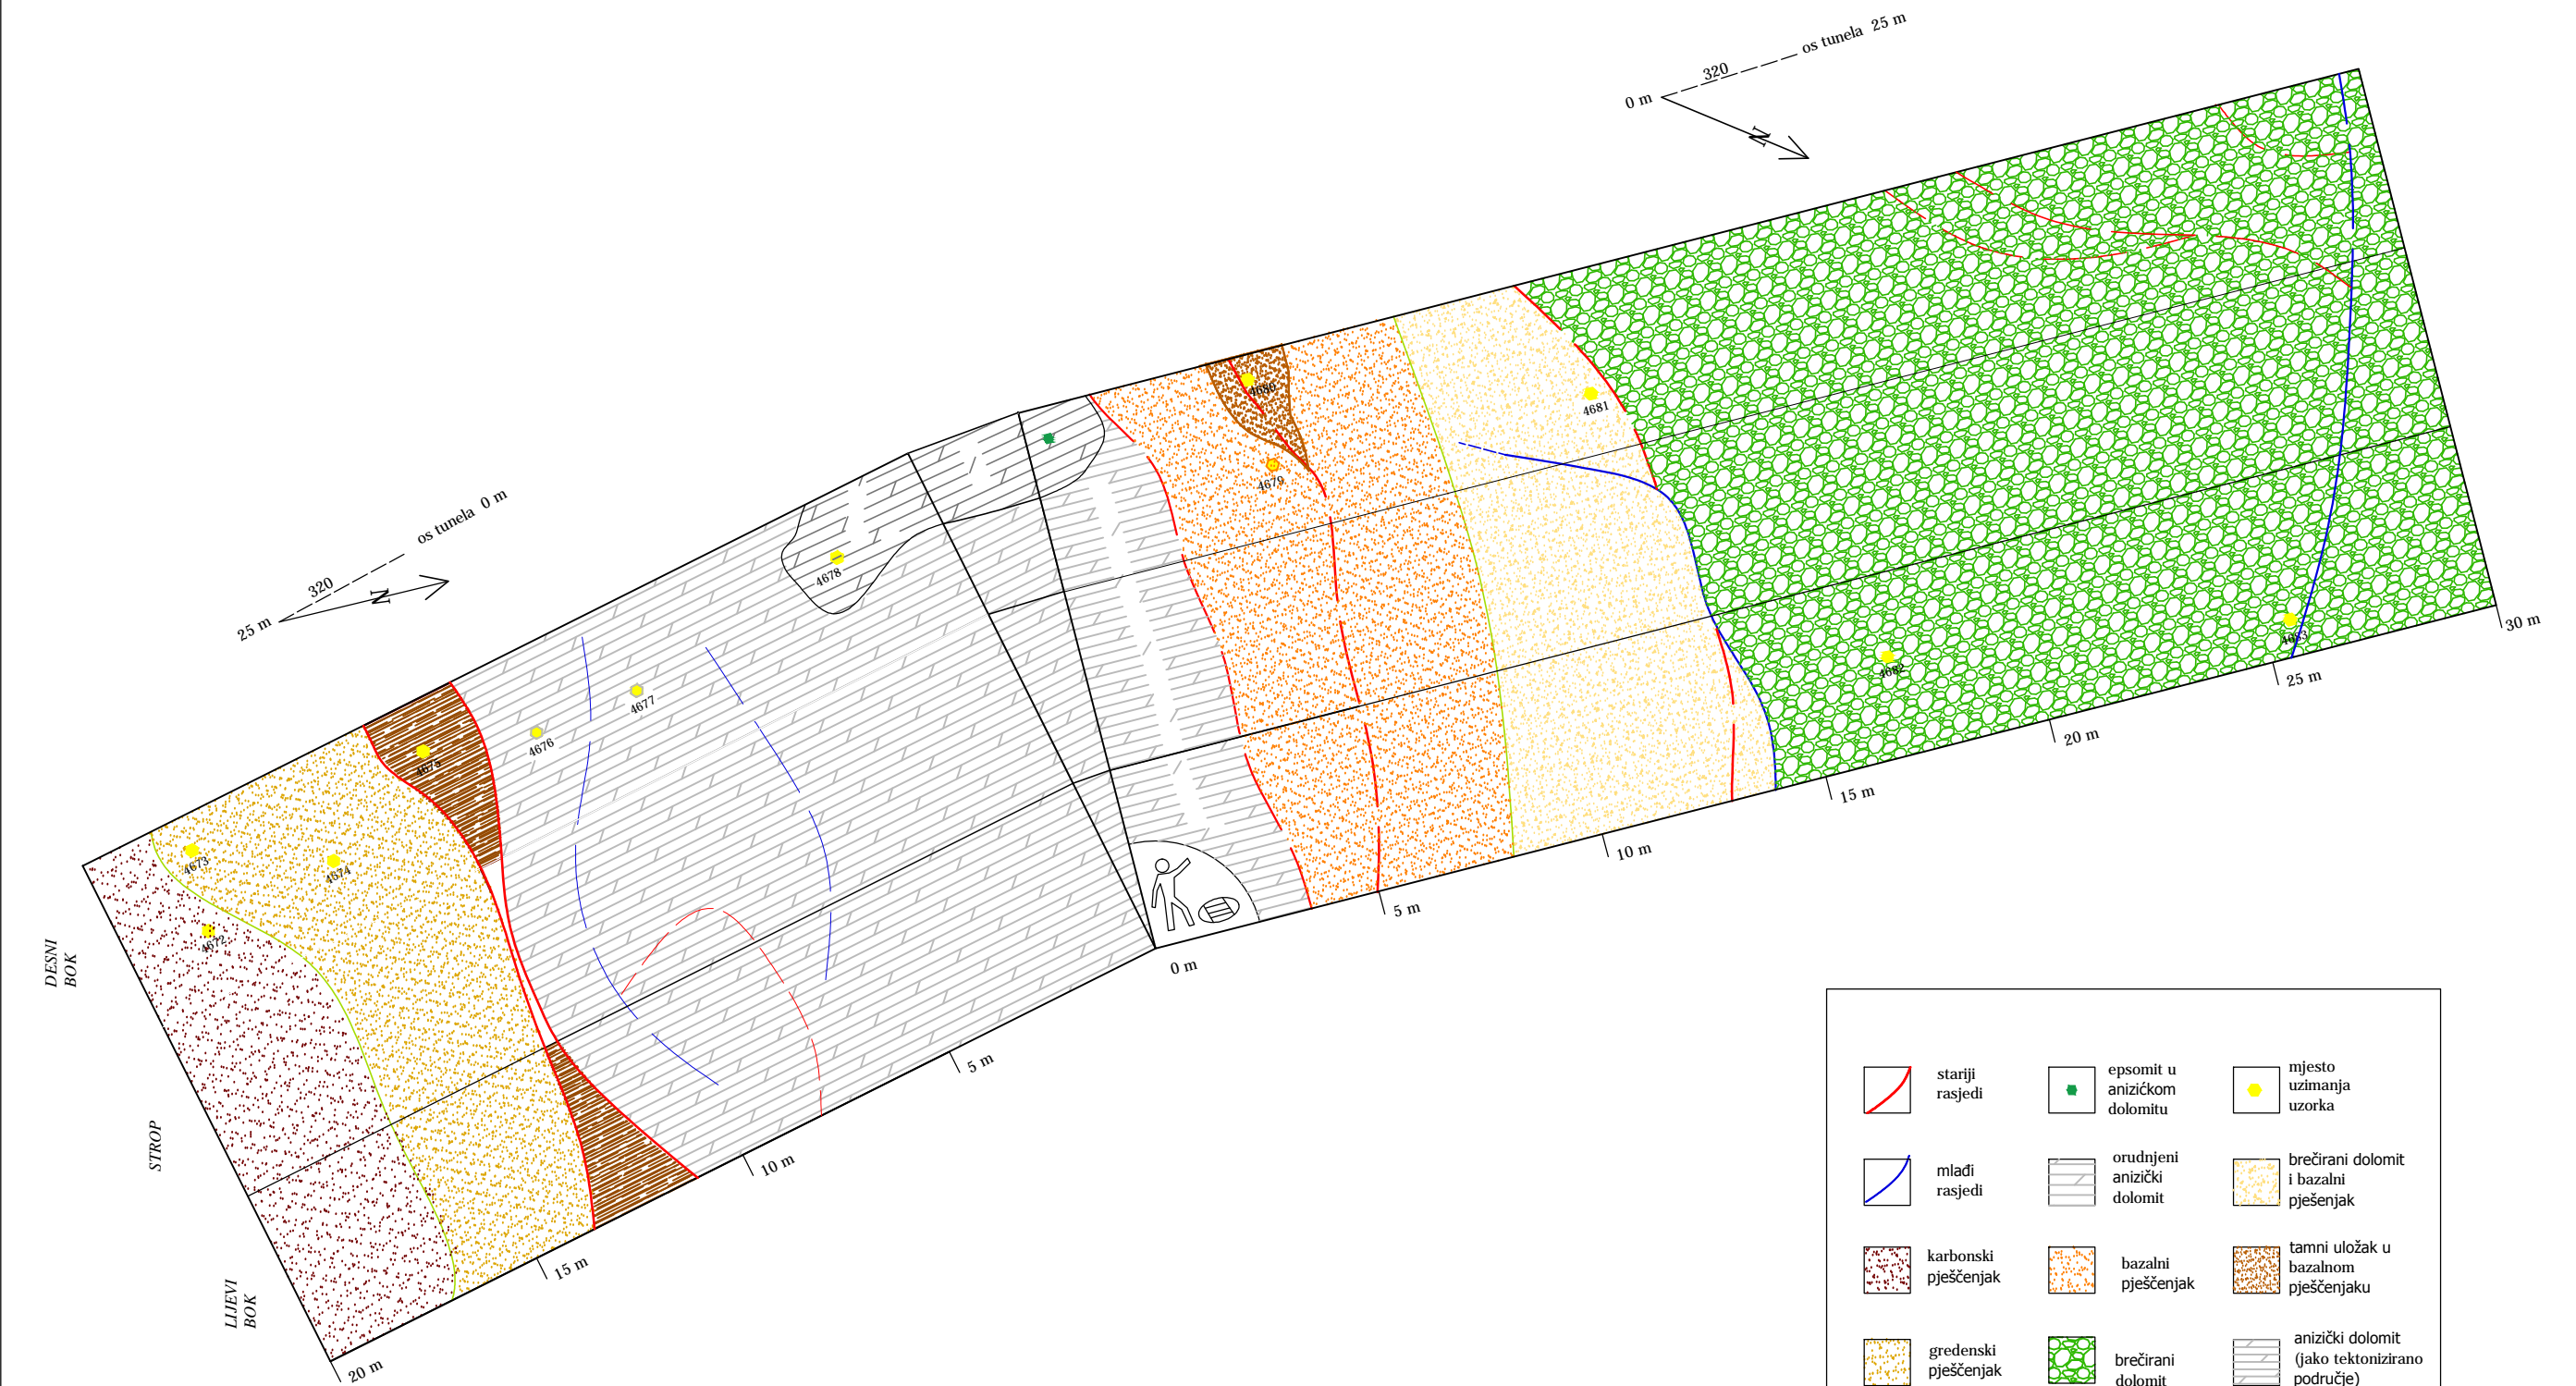 os tunela 25 m
320
0 m
N
os tunela 0 m
320
N
25 m
4680
4681
4679
4678
4677
4676
4675
4673
4674
4672
4682
4683
30 m
25 m
20 m
15 m
10 m
5 m
0 m
5 m
10 m
15 m
20 m
DESNI
BOK
STROP
LIJEVI
BOK
stariji
rasjedi
epsomit u
anizićkom
dolomitu
mjesto
uzimanja
uzorka
mlađi
rasjedi
orudnjeni
anizički
dolomit
brečirani dolomit
i bazalni
pješenjak
karbonski
pješčenjak
bazalni
pješčenjak
tamni uložak u
bazalnom
pješčenjaku
gredenski
pješčenjak
brečirani
dolomit
anizički dolomit
(jako tektonizirano
područje)